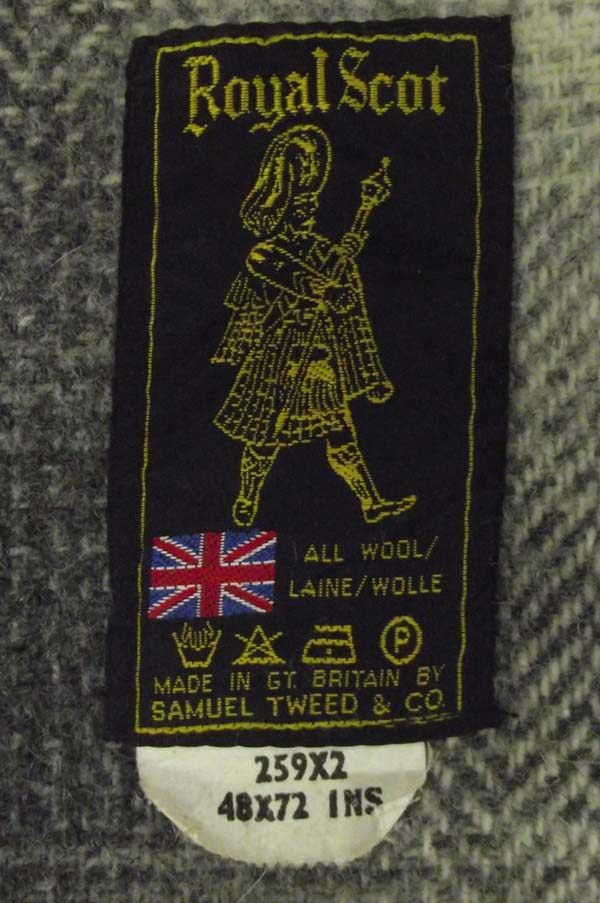 Royal Scot
ALL WOOL/
LAINE/WOLLE
P
MADE IN GT. BRITAIN BY
SAMUEL TWEED & CO.
259X2
48X72 INS